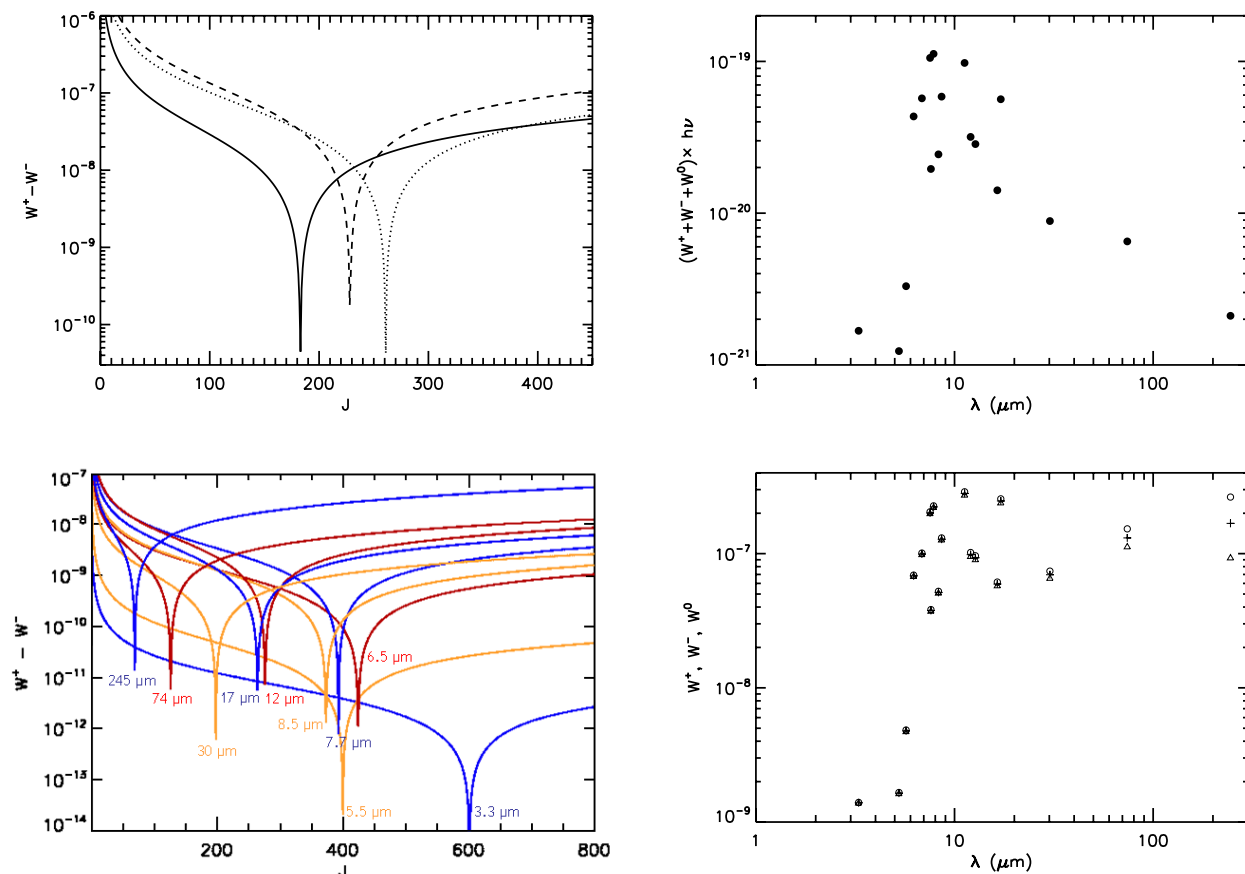 10⁻⁶
10⁻⁷
10⁻⁸
10⁻⁹
10⁻¹⁰
W⁺−W⁻
0 100 200 300 400
J
10⁻¹⁹
10⁻²⁰
10⁻²¹
(W⁺+W⁻+W⁰)× hν
1 10 100
λ (μm)
10⁻⁷
10⁻⁸
10⁻⁹
10⁻¹⁰
10⁻¹¹
10⁻¹²
10⁻¹³
10⁻¹⁴
W⁺ − W⁻
245 μm
74 μm
30 μm
17 μm
12 μm
8.5 μm
7.7 μm
6.5 μm
5.5 μm
3.3 μm
200 400 600 800
J
10⁻⁷
10⁻⁸
10⁻⁹
W⁺, W⁻, W⁰
1 10 100
λ (μm)